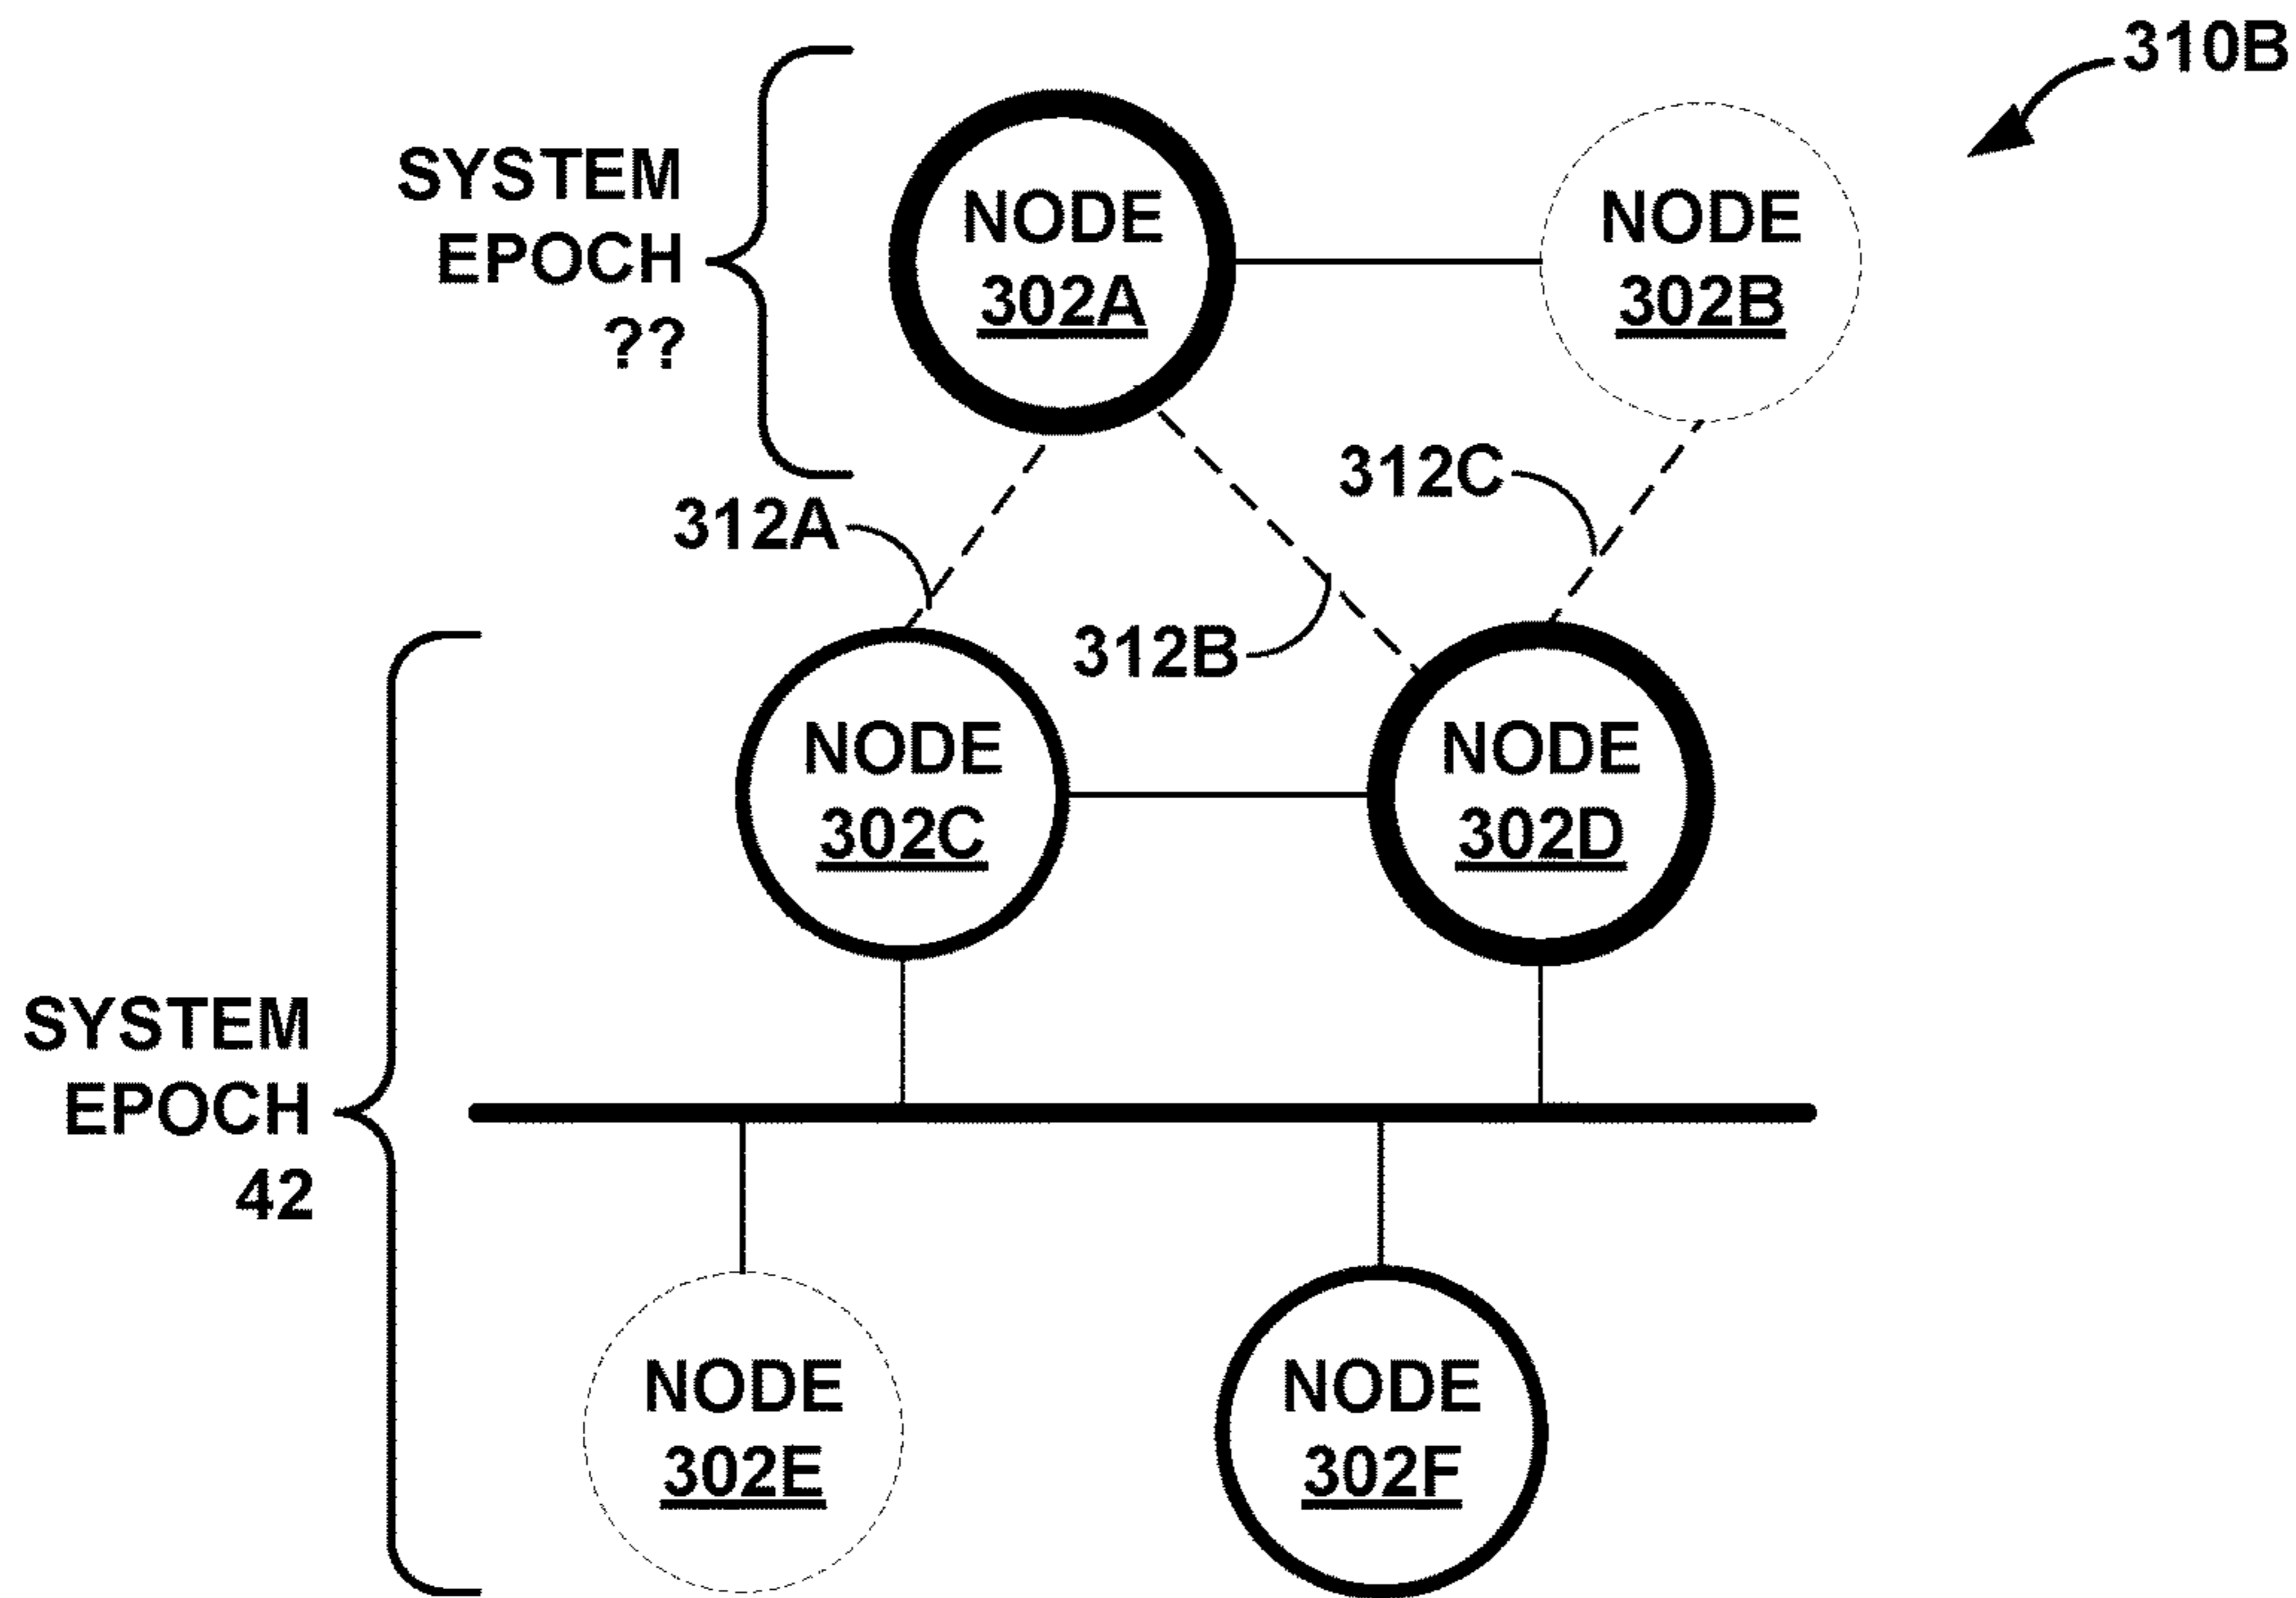 310B
SYSTEM
EPOCH
??
NODE
302A
NODE
302B
312A
312B
312C
NODE
302C
NODE
302D
SYSTEM
EPOCH
42
NODE
302E
NODE
302F